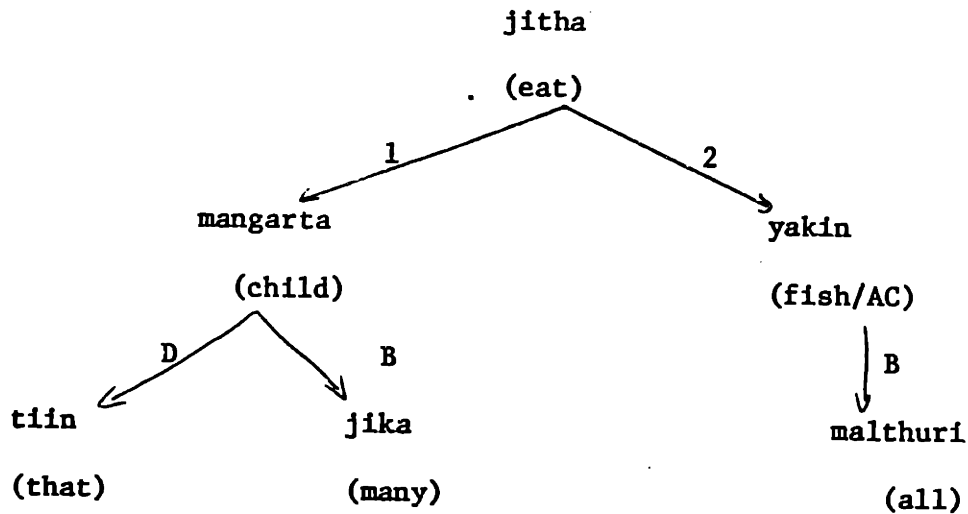 jitha
(eat)
1 2
mangarta yakin
(child) (fish/AC)
D B B
tiin jika malthuri
(that) (many) (all)